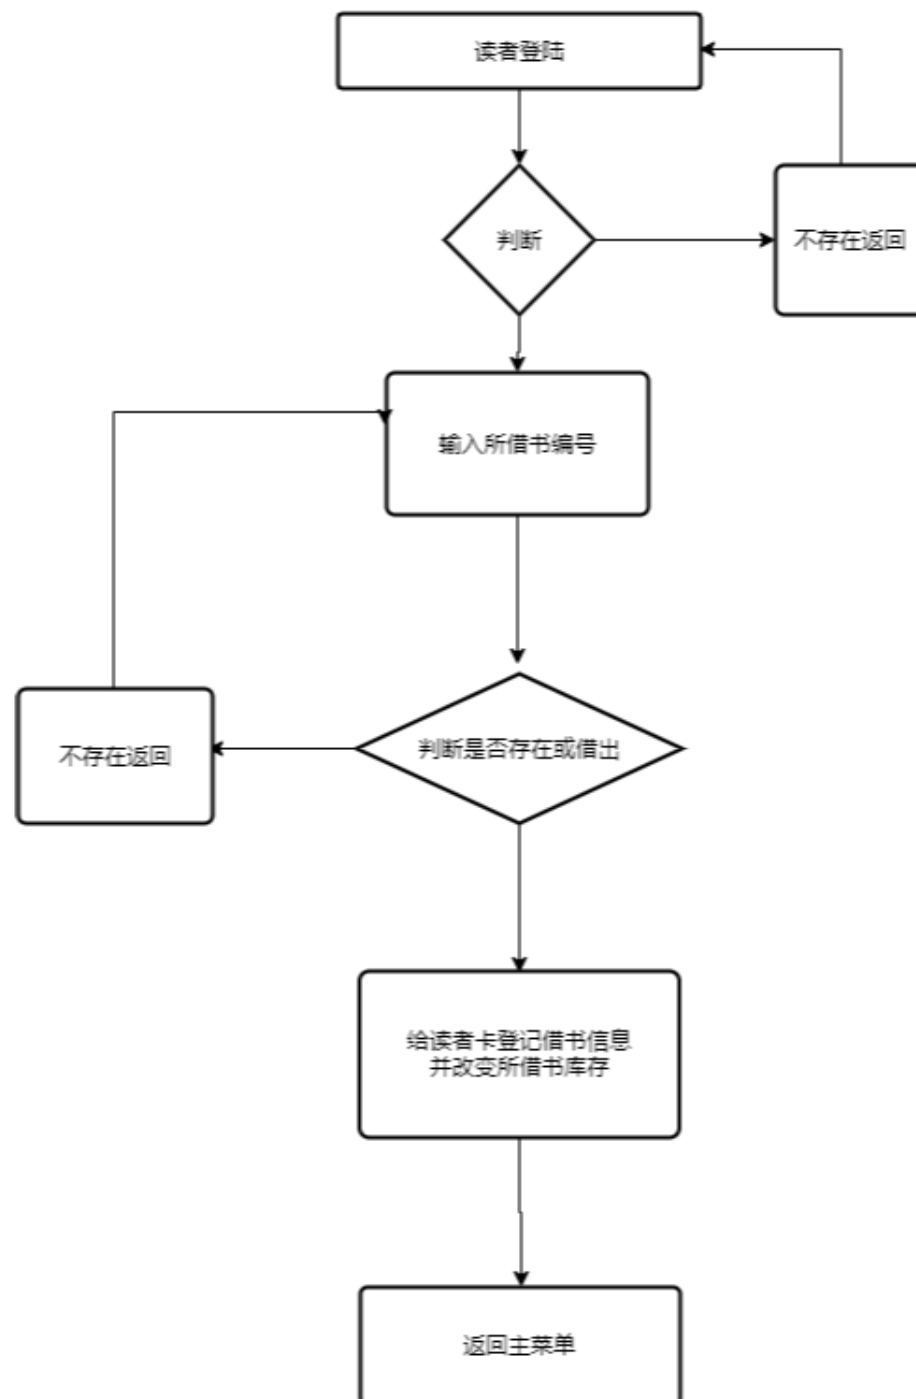 读者登陆
判断
不存在返回
输入所借书编号
不存在返回
判断是否存在或借出
给读者卡登记借书信息
并改变所借书库存
返回主菜单